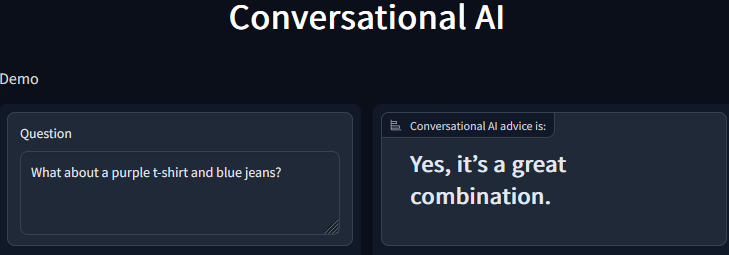 Conversational AI
Demo
Question
What about a purple t-shirt and blue jeans?
Conversational AI advice is:
Yes, it’s a great
combination.